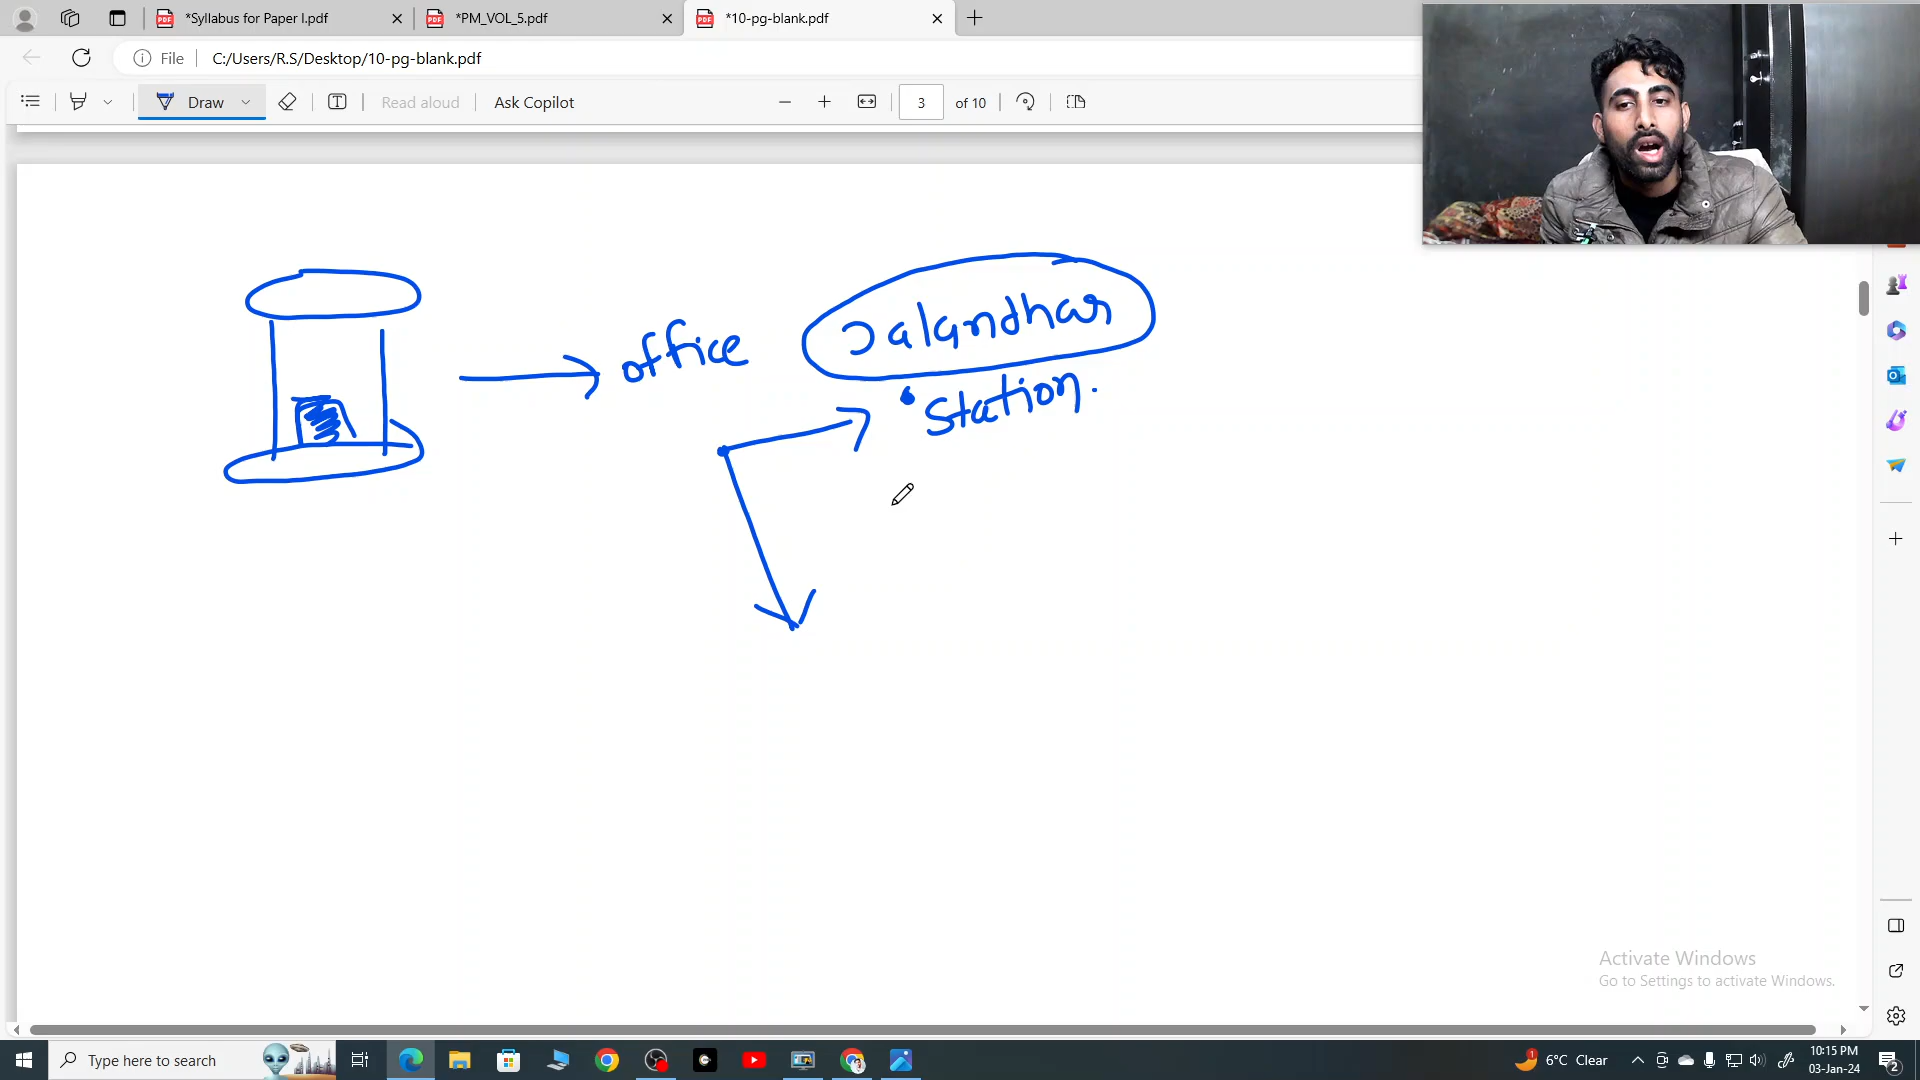 *Syllabus for Paper I.pdf
*PM_VOL_5.pdf
*10-pg-blank.pdf
File
C:/Users/R.S/Desktop/10-pg-blank.pdf
Draw
Read aloud
Ask Copilot
3
of 10
office
Jalandhar
Station.
Activate Windows
Go to Settings to activate Windows.
Type here to search
1
6°C Clear
10:15 PM
03-Jan-24
2